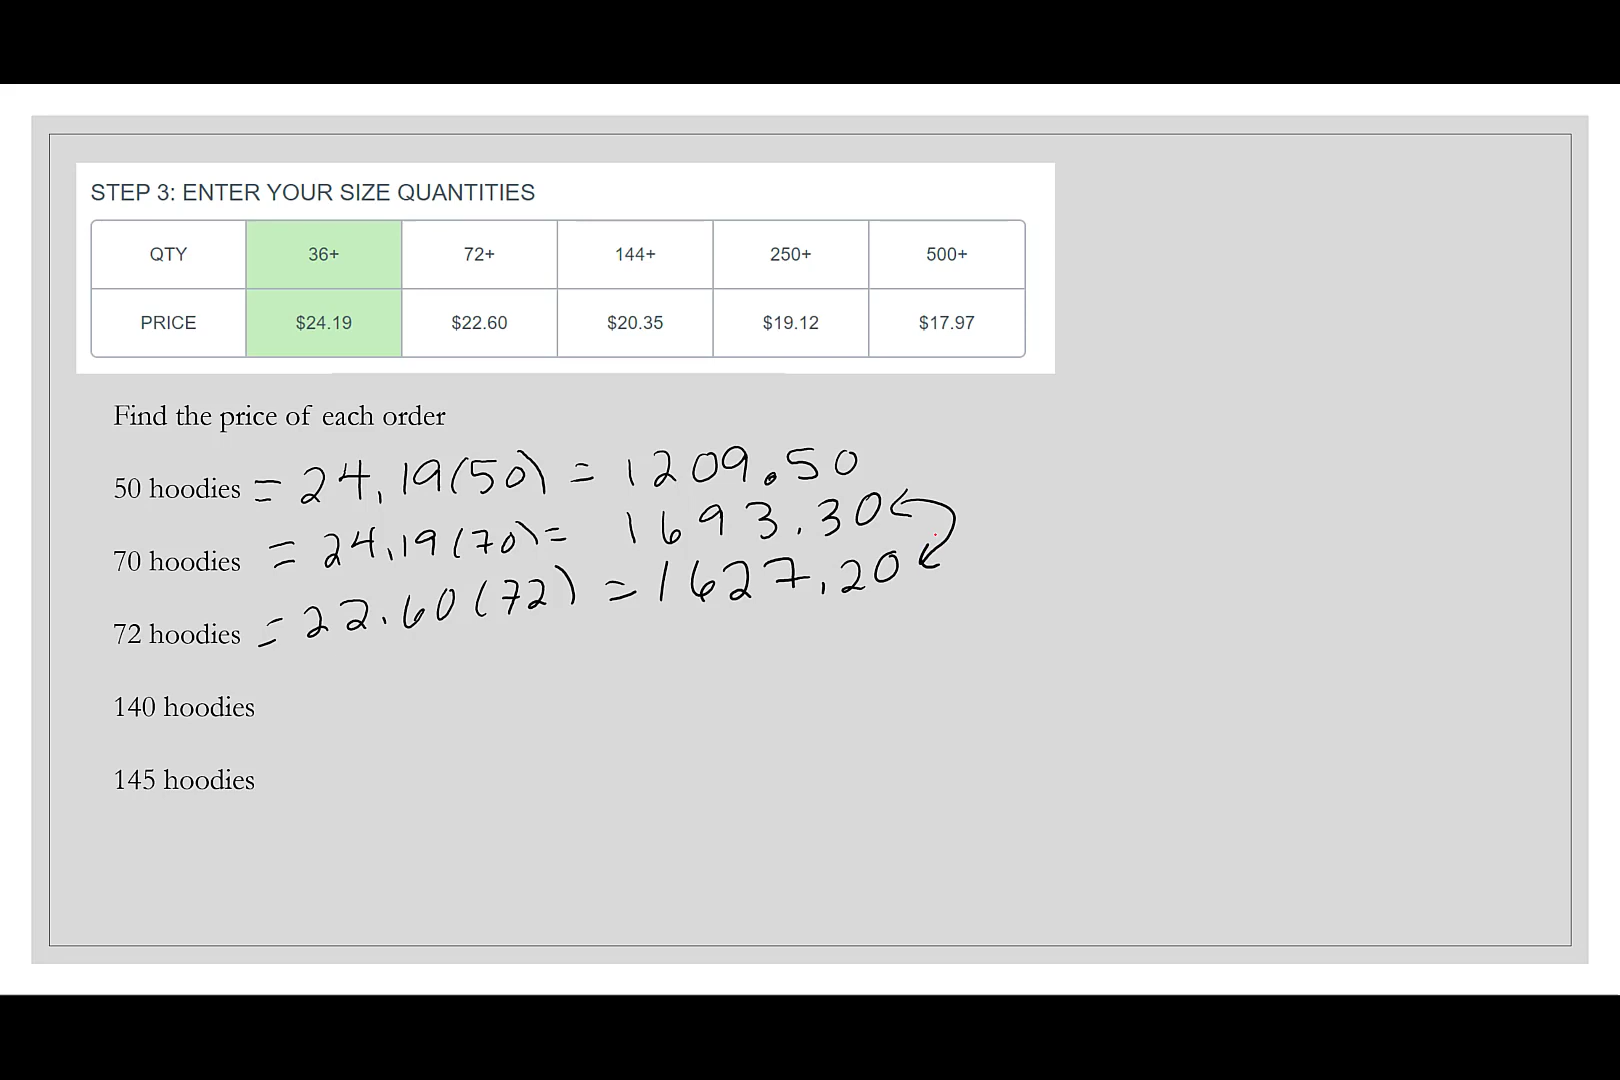 STEP 3: ENTER YOUR SIZE QUANTITIES
QTY 36+ 72+ 144+ 250+ 500+
PRICE $24.19 $22.60 $20.35 $19.12 $17.97
Find the price of each order
50 hoodies = 24.19(50) = 1209.50
70 hoodies = 24.19(70) = 1693.30
72 hoodies = 22.60(72) = 1627.20
140 hoodies
145 hoodies